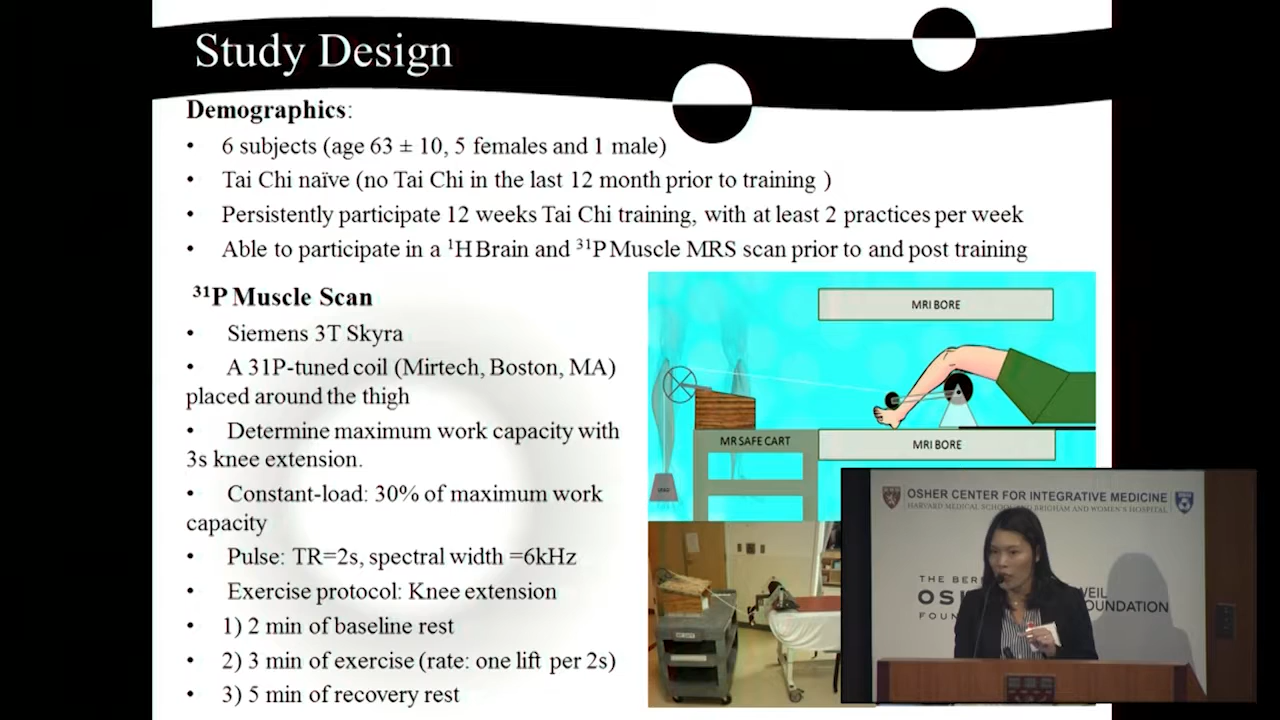 Study Design
Demographics:
• 6 subjects (age 63 ± 10, 5 females and 1 male)
• Tai Chi naïve (no Tai Chi in the last 12 month prior to training )
• Persistently participate 12 weeks Tai Chi training, with at least 2 practices per week
• Able to participate in a ¹H Brain and ³¹P Muscle MRS scan prior to and post training
³¹P Muscle Scan
• Siemens 3T Skyra
• A 31P-tuned coil (Mirtech, Boston, MA)
placed around the thigh
• Determine maximum work capacity with
3s knee extension.
• Constant-load: 30% of maximum work
capacity
• Pulse: TR=2s, spectral width =6kHz
• Exercise protocol: Knee extension
• 1) 2 min of baseline rest
• 2) 3 min of exercise (rate: one lift per 2s)
• 3) 5 min of recovery rest
MRI BORE
MR SAFE CART
MRI BORE
OSHER CENTER FOR INTEGRATIVE MEDICINE
HARVARD MEDICAL SCHOOL AND BRIGHAM AND WOMEN'S HOSPITAL
THE BER
OS
FOUN
WEIL
FOUNDATION